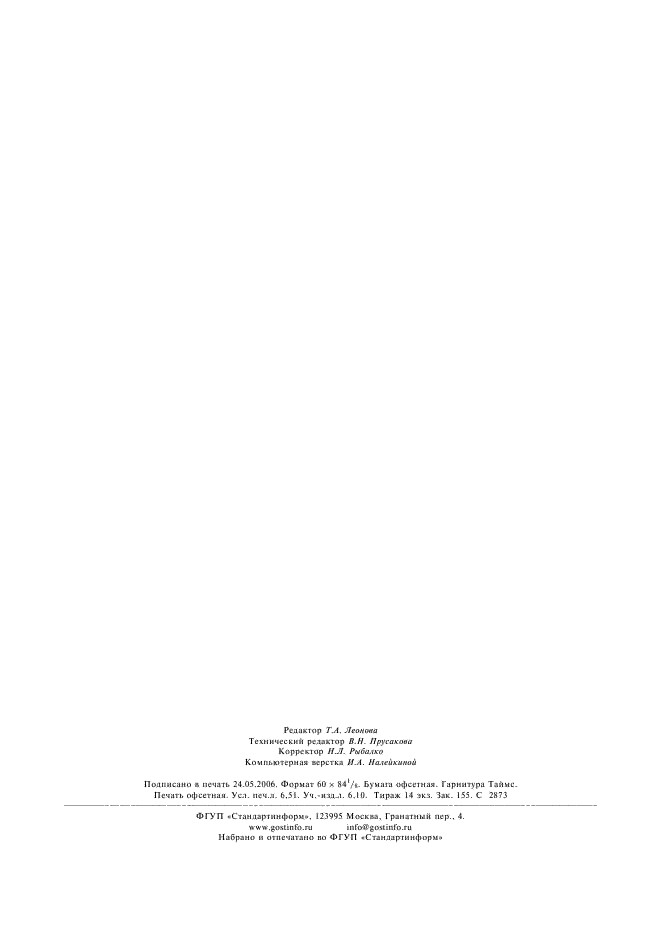 Редактор Т.А. Леонова
Технический редактор В.Н. Прусакова
Корректор Н.Л. Рыбалко
Компьютерная верстка И.А. Налейкиной
Подписано в печать 24.05.2006. Формат 60 × 84¹/₈. Бумага офсетная. Гарнитура Таймс.
Печать офсетная. Усл. печ.л. 6,51. Уч.-изд.л. 6,10. Тираж 14 экз. Зак. 155. С 2873
ФГУП «Стандартинформ», 123995 Москва, Гранатный пер., 4.
www.gostinfo.ru info@gostinfo.ru
Набрано и отпечатано во ФГУП «Стандартинформ»